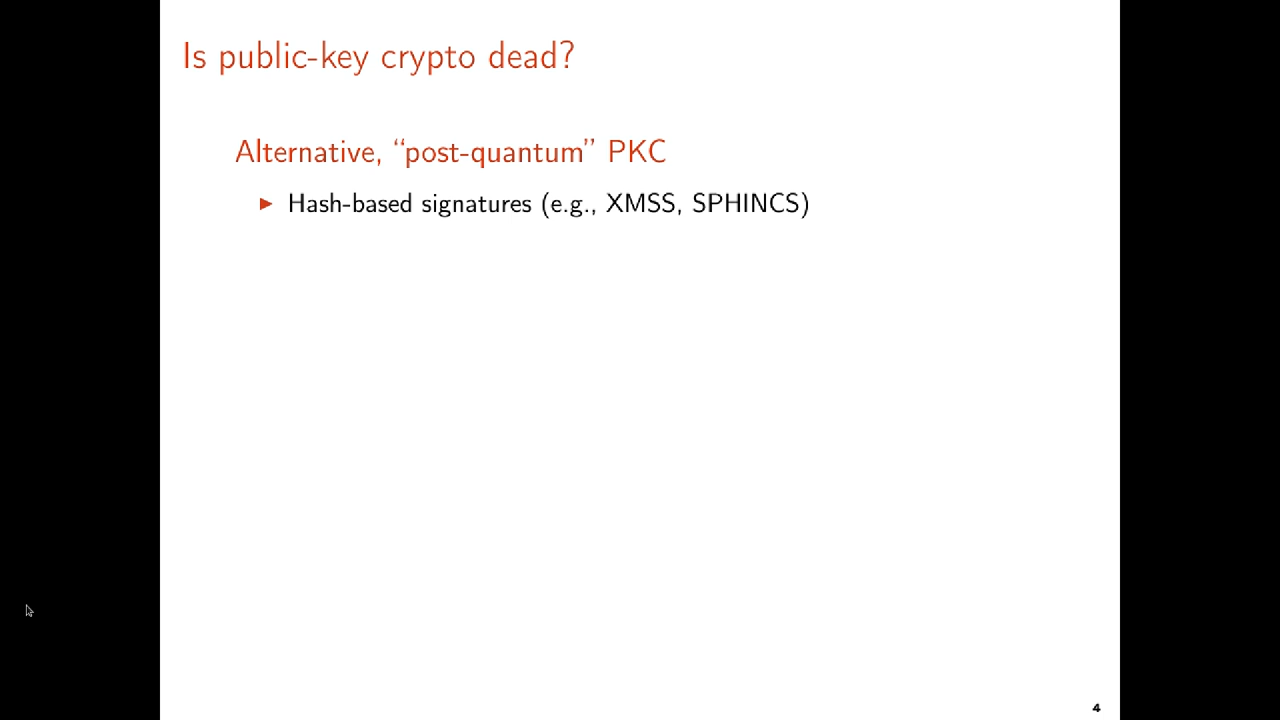 Is public-key crypto dead?
Alternative, “post-quantum” PKC
▶ Hash-based signatures (e.g., XMSS, SPHINCS)
4